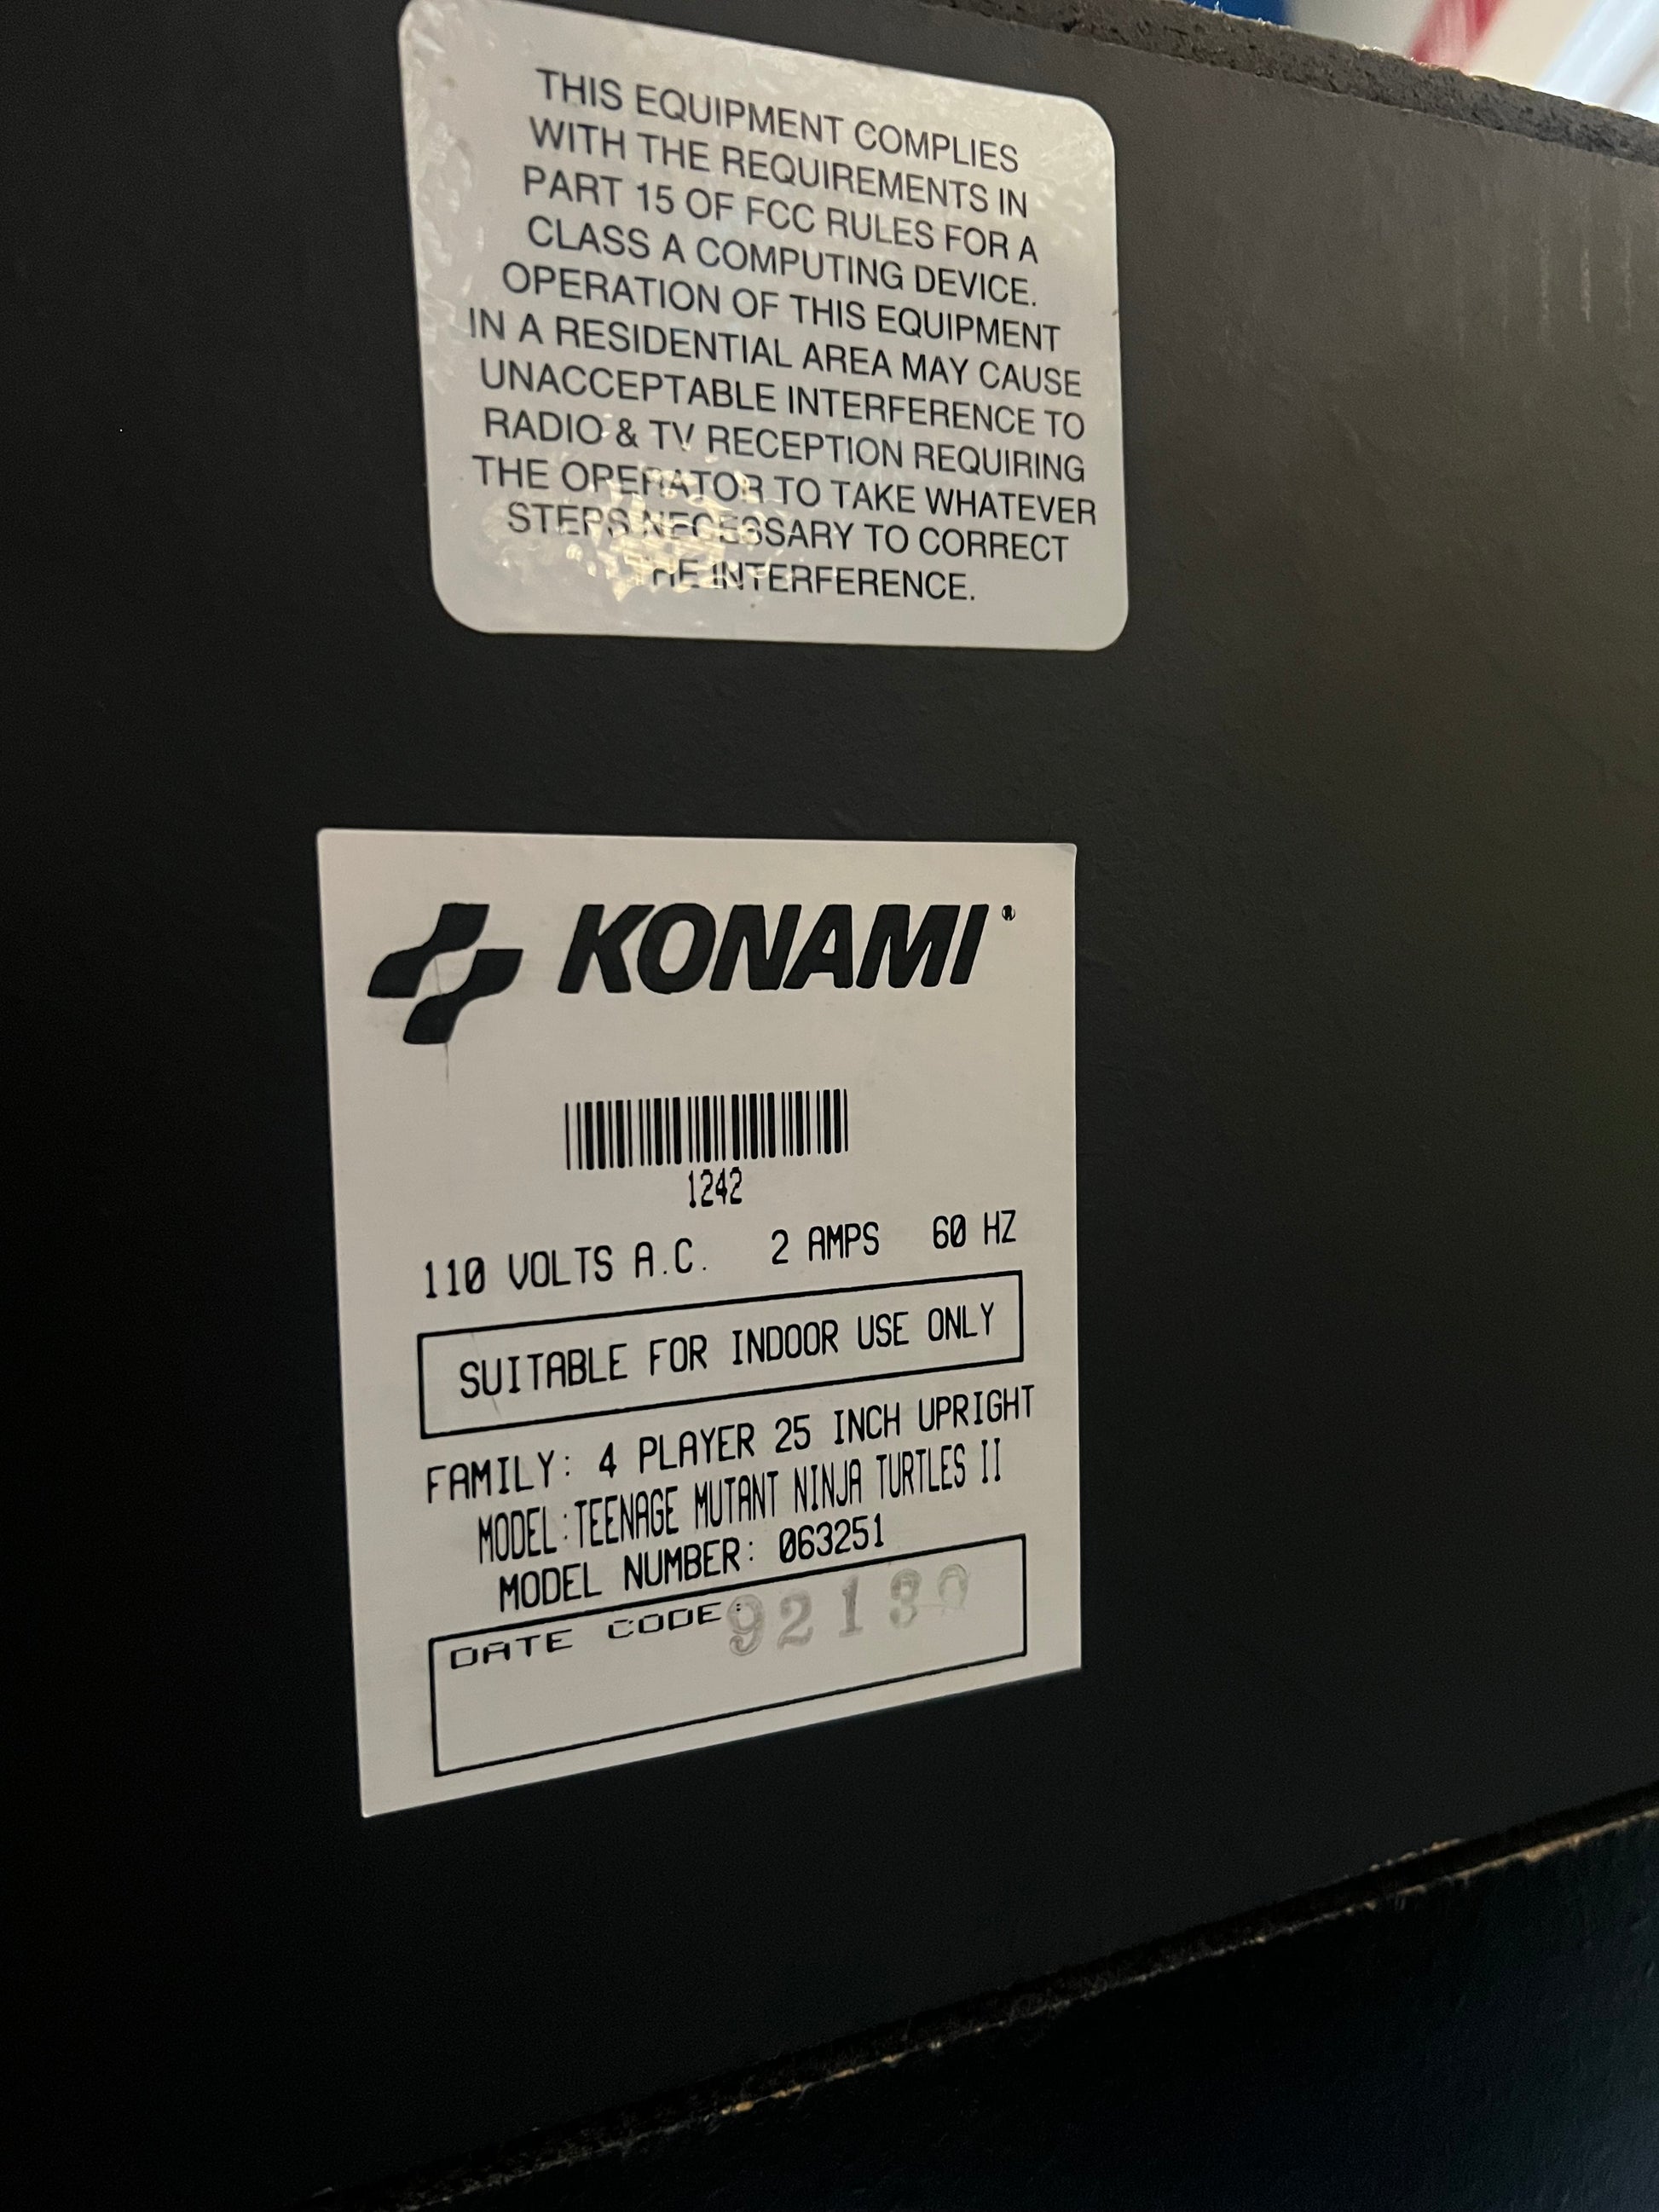 THIS EQUIPMENT COMPLIES
WITH THE REQUIREMENTS IN
PART 15 OF FCC RULES FOR A
CLASS A COMPUTING DEVICE.
OPERATION OF THIS EQUIPMENT
IN A RESIDENTIAL AREA MAY CAUSE
UNACCEPTABLE INTERFERENCE TO
RADIO & TV RECEPTION REQUIRING
THE OPERATOR TO TAKE WHATEVER
STEPS NECESSARY TO CORRECT
THE INTERFERENCE.
KONAMI®
1242
110 VOLTS A.C. 2 AMPS 60 HZ
SUITABLE FOR INDOOR USE ONLY
FAMILY: 4 PLAYER 25 INCH UPRIGHT
MODEL:TEENAGE MUTANT NINJA TURTLES II
MODEL NUMBER: 063251
DATE CODE: